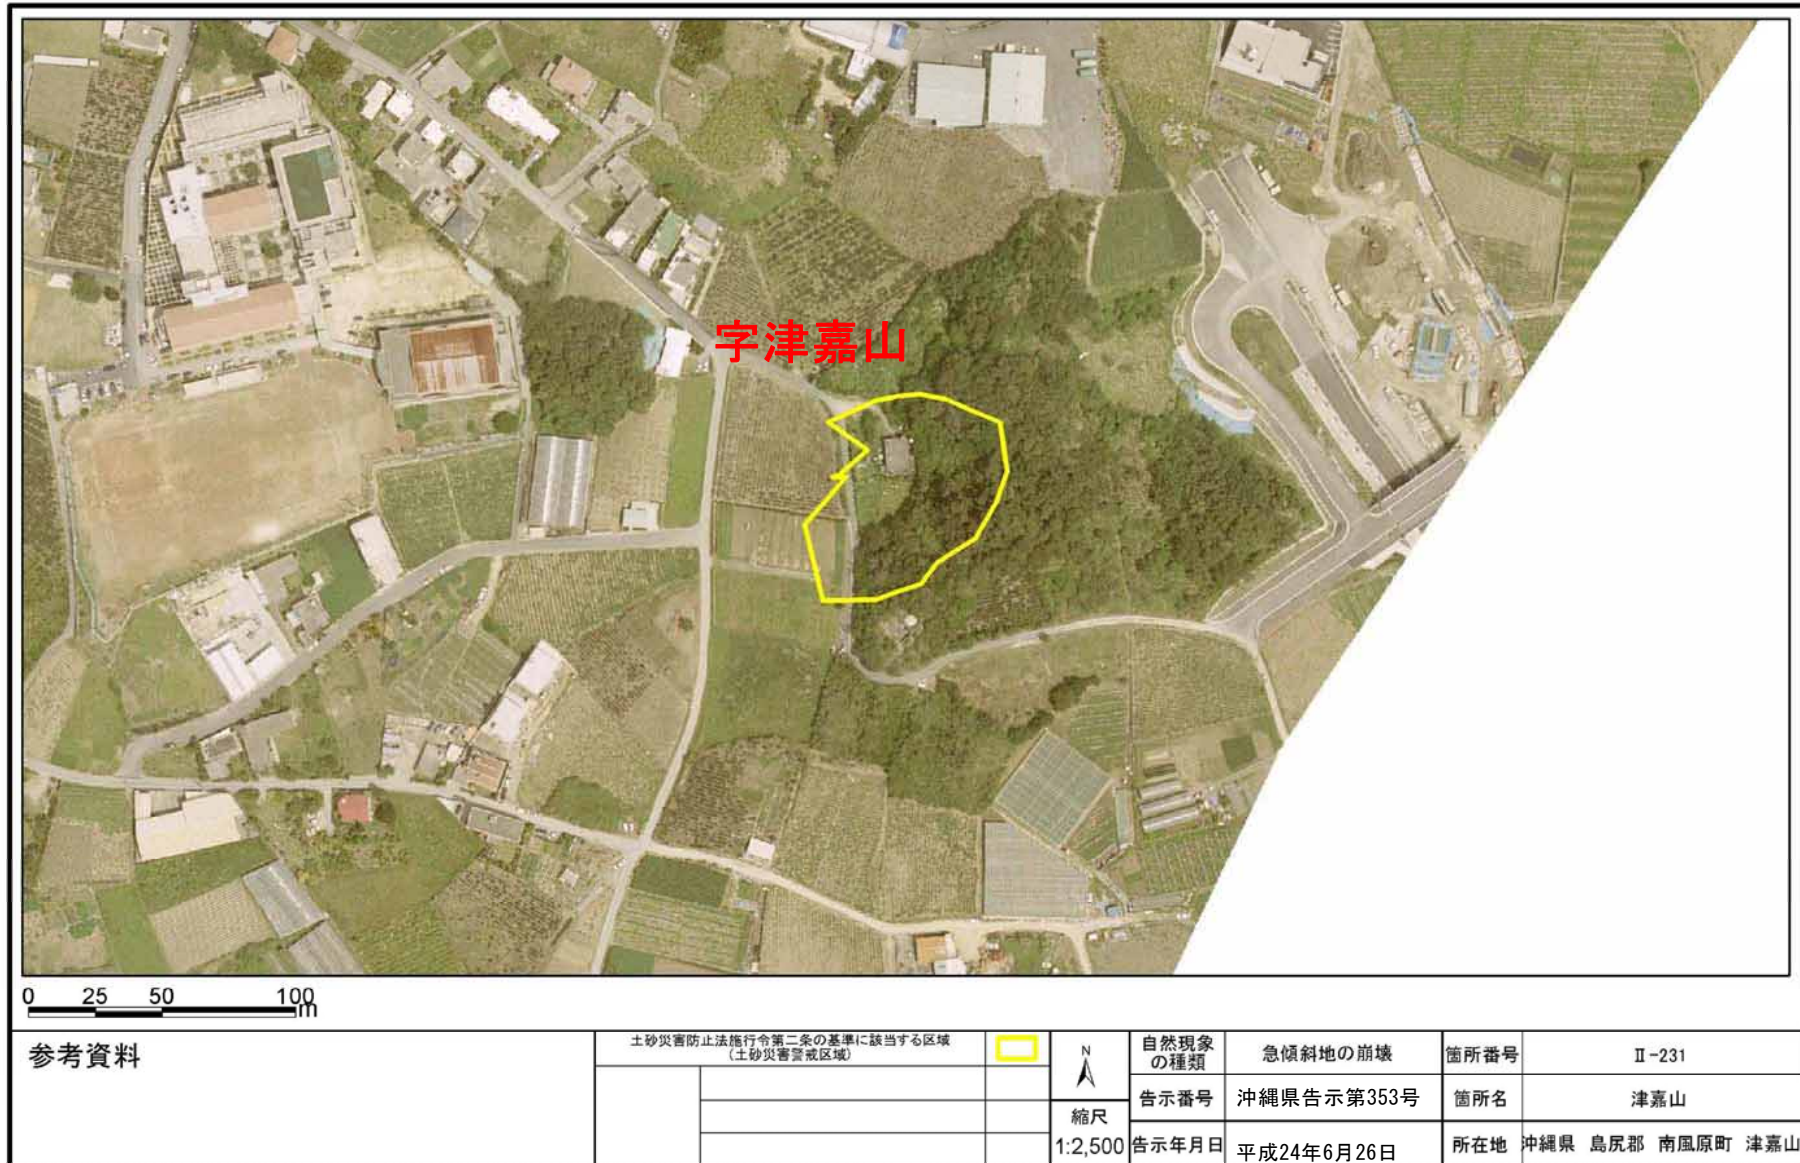 字津嘉山
0 25 50 100
m
参考資料
土砂災害防止法施行令第二条の基準に該当する区域
(土砂災害警戒区域)
N
縮尺
1:2,500
自然現象
の種類
急傾斜地の崩壊
箇所番号
Ⅱ-231
告示番号
沖縄県告示第353号
箇所名
津嘉山
告示年月日
平成24年6月26日
所在地
沖縄県 島尻郡 南風原町 津嘉山